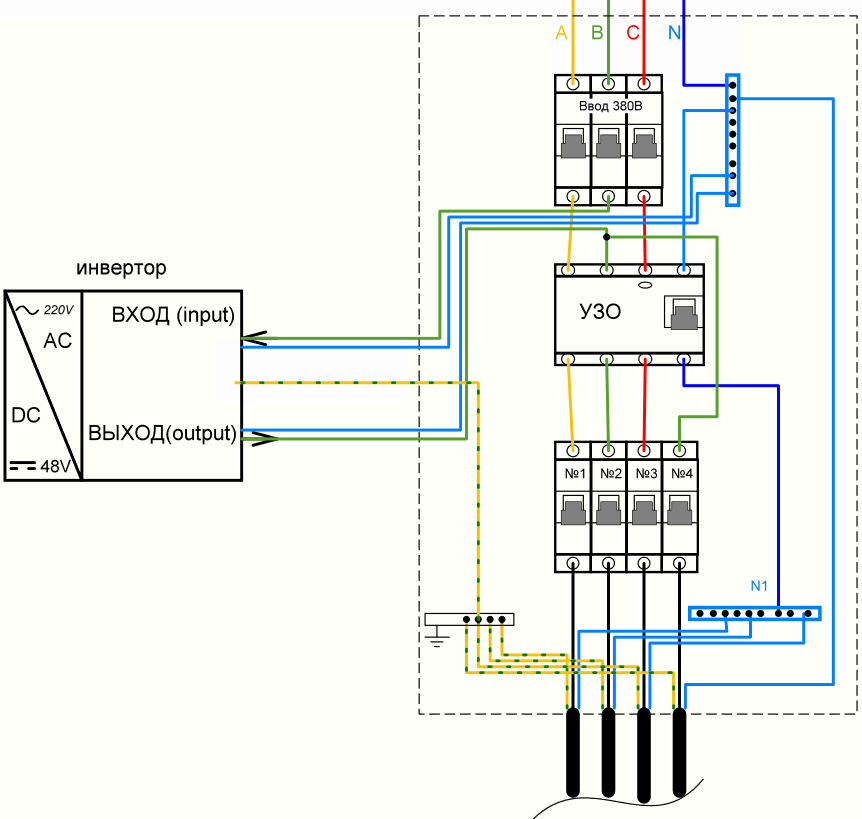 A B C N
Ввод 380В
инвертор
220V
ВХОД (input)
AC
УЗО
DC
ВЫХОД(output)
48V
№1 №2 №3 №4
N1